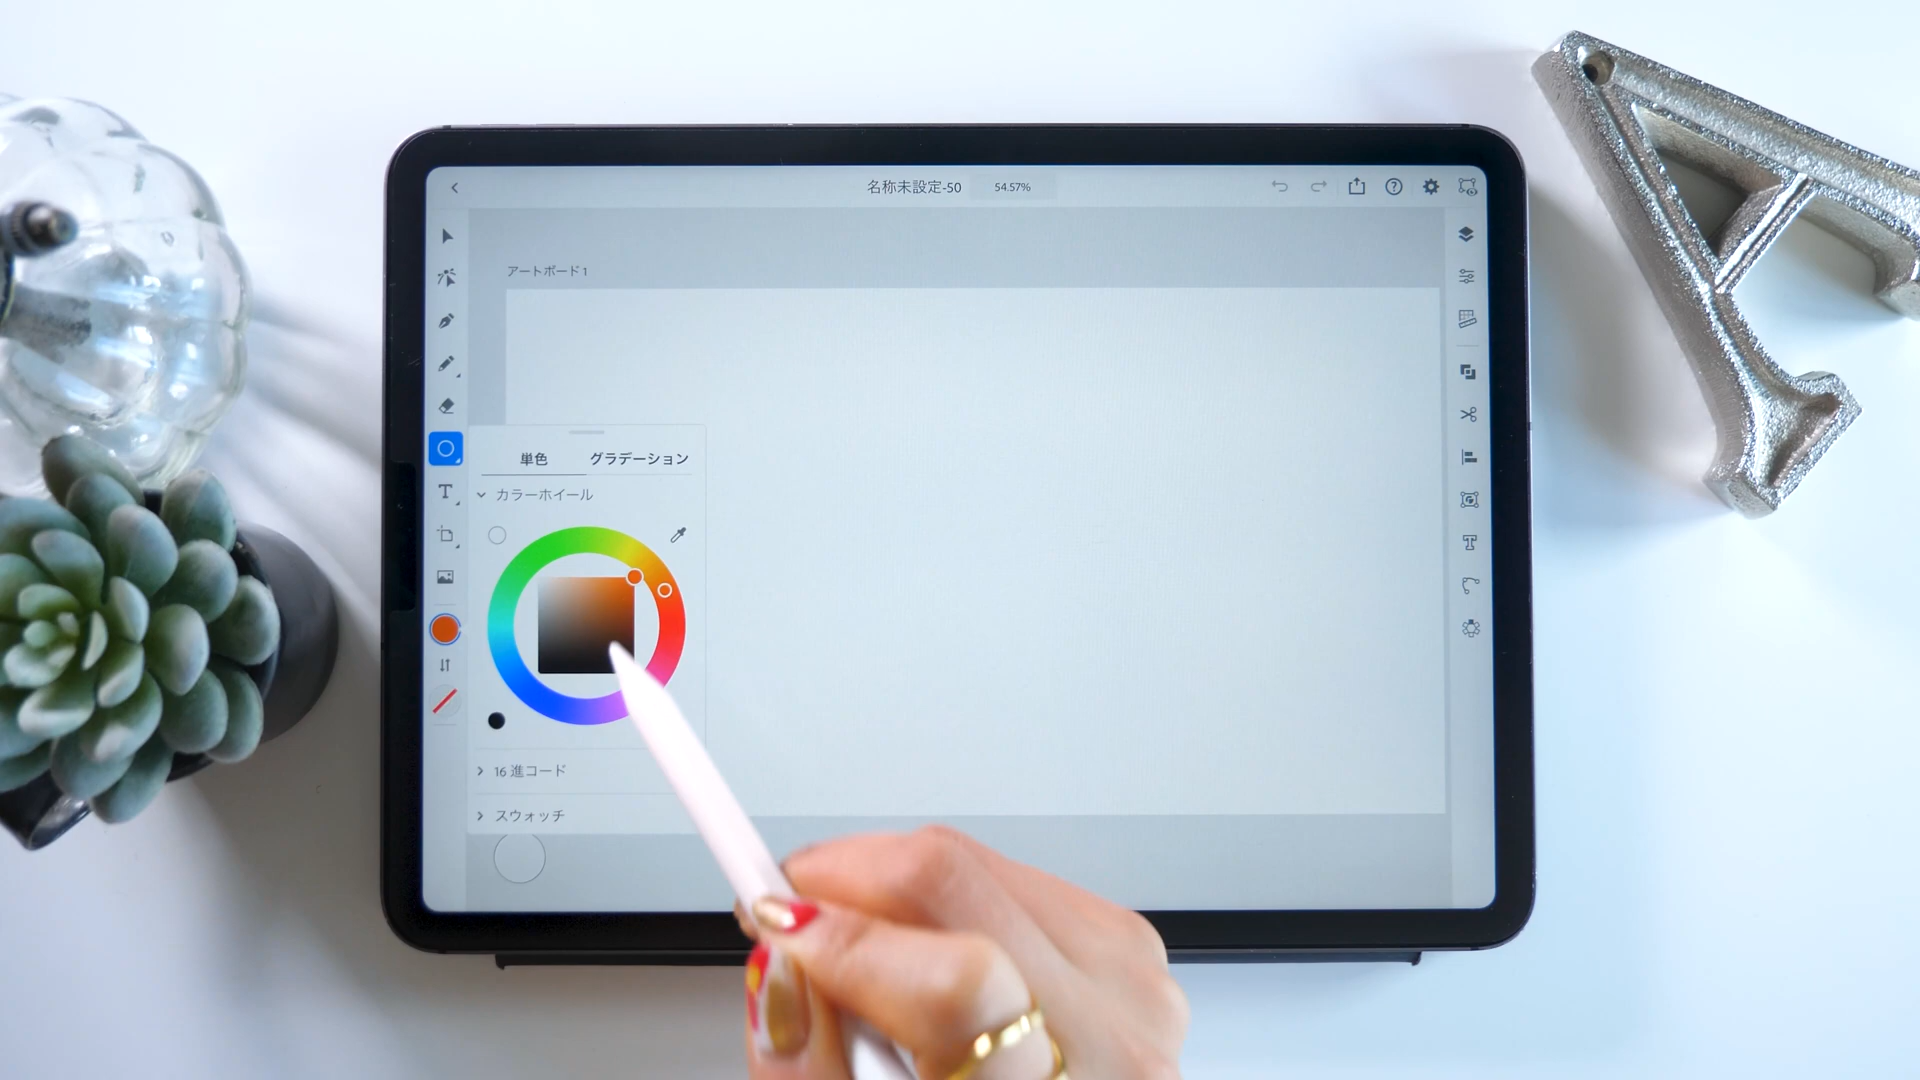 名称未設定-50
54.57%
アートボード1
単色
グラデーション
カラーホイール
16 進コード
スウォッチ